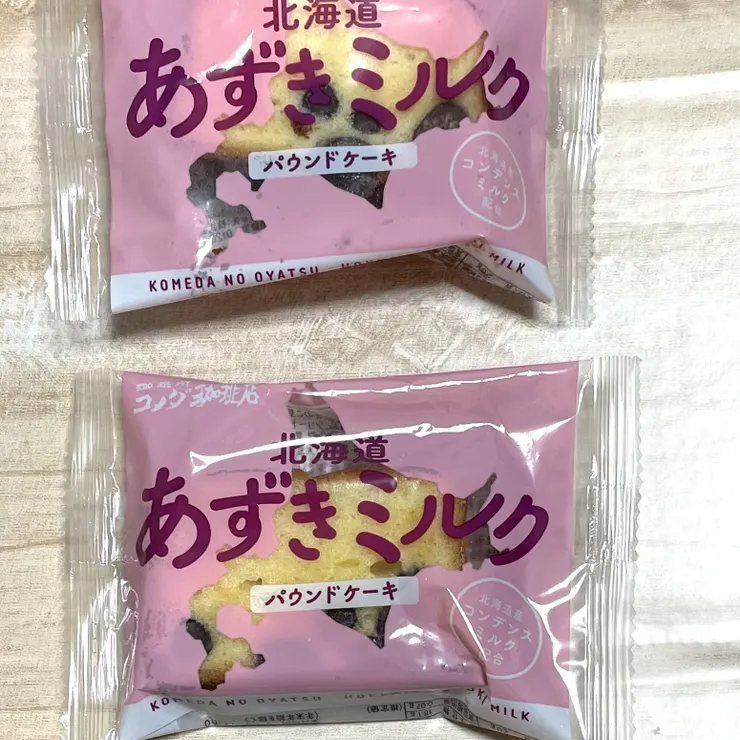 北海道
あずきミルク
パウンドケーキ
北海道産
コンデンス
ミルク
配合
KOMEDA NO OYATSU
MILK
珈琲所
コメダ珈琲店
北海道
あずきミルク
パウンドケーキ
北海道産
コンデンス
ミルク
配合
KOMEDA NO OYATSU
MILK